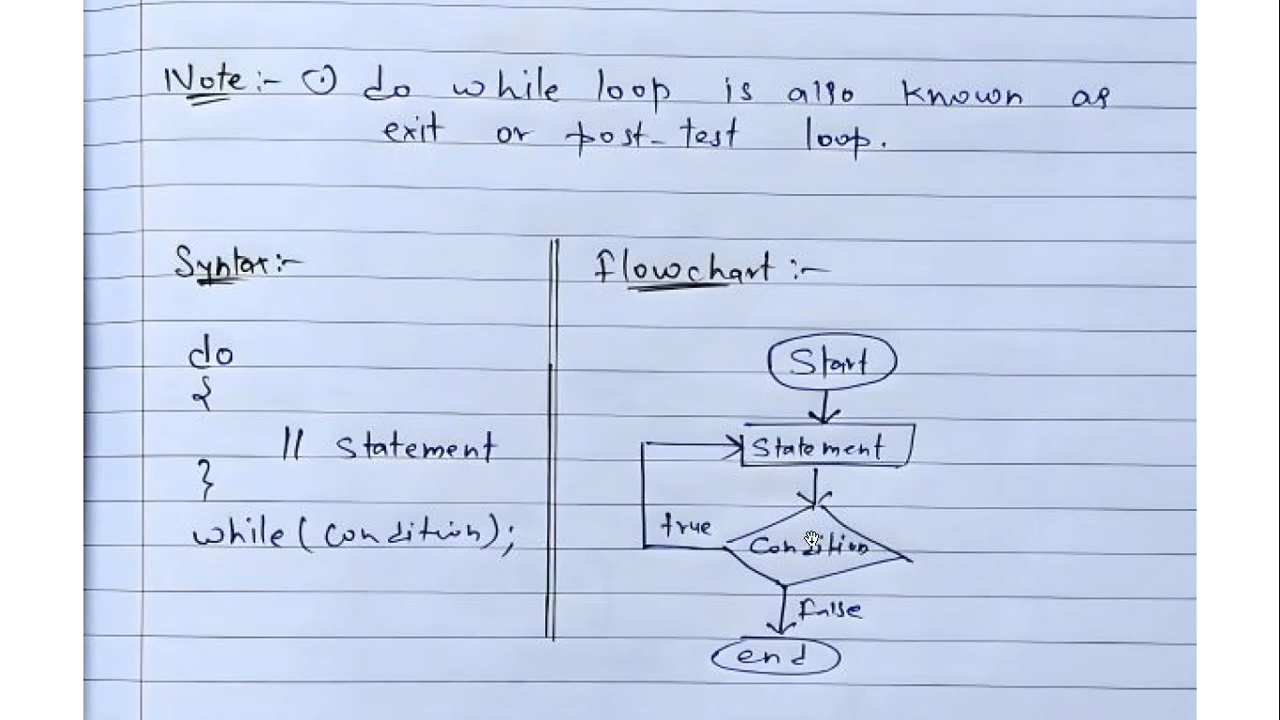 Note:- ① do while loop is also known as
exit or post-test loop.
Syntax:-
do
{
// statement
}
while(condition);
flowchart:-
Start
Statement
true
Condition
false
end